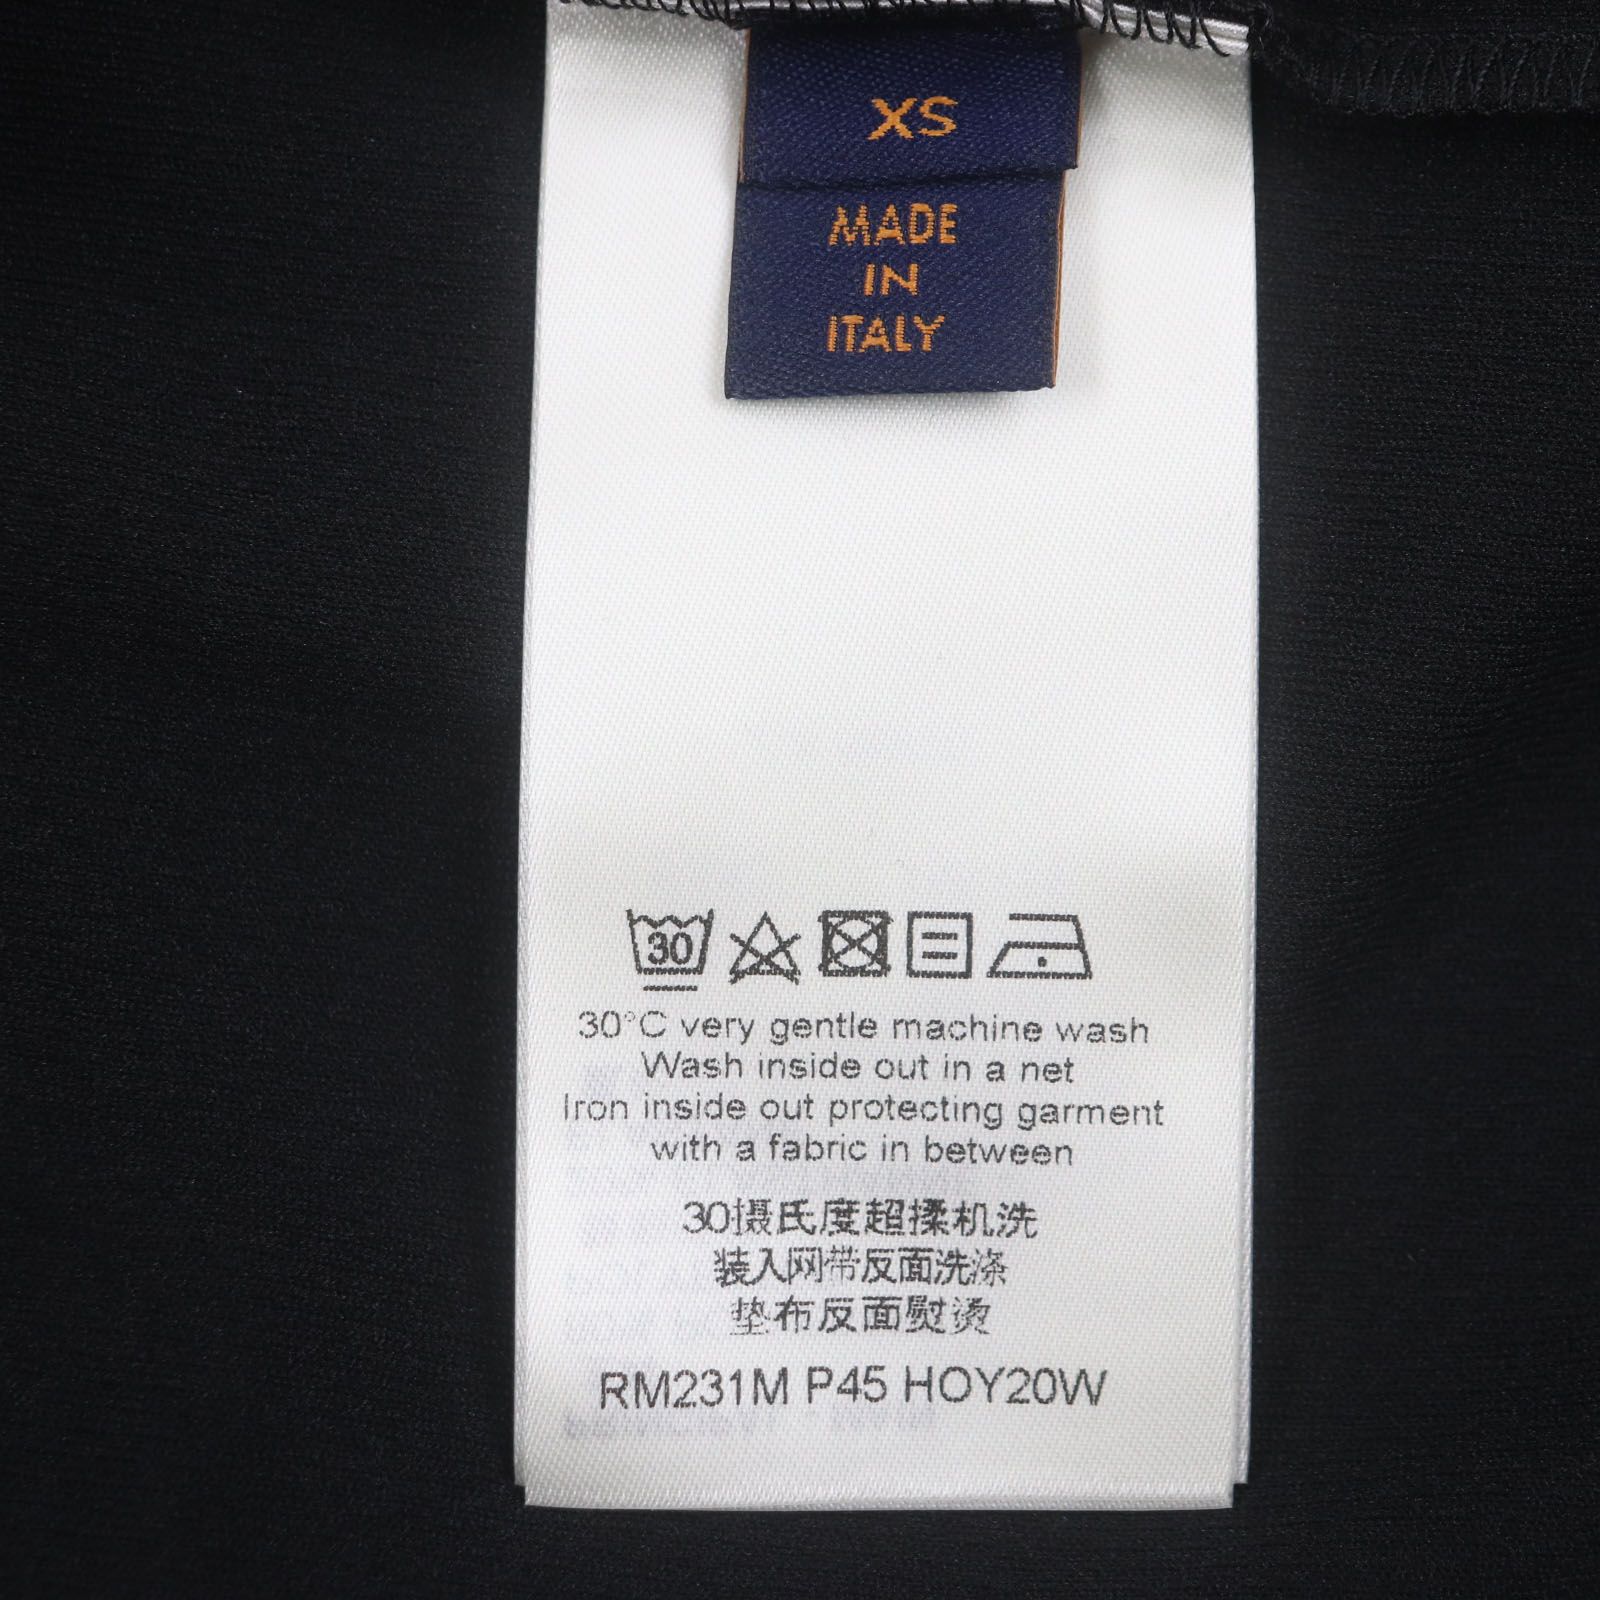 XS
MADE
IN
ITALY
30
30°C very gentle machine wash
Wash inside out in a net
Iron inside out protecting garment
with a fabric in between
30摄氏度超揉机洗
装入网带反面洗涤
垫布反面熨烫
RM231M P45 HOY20W